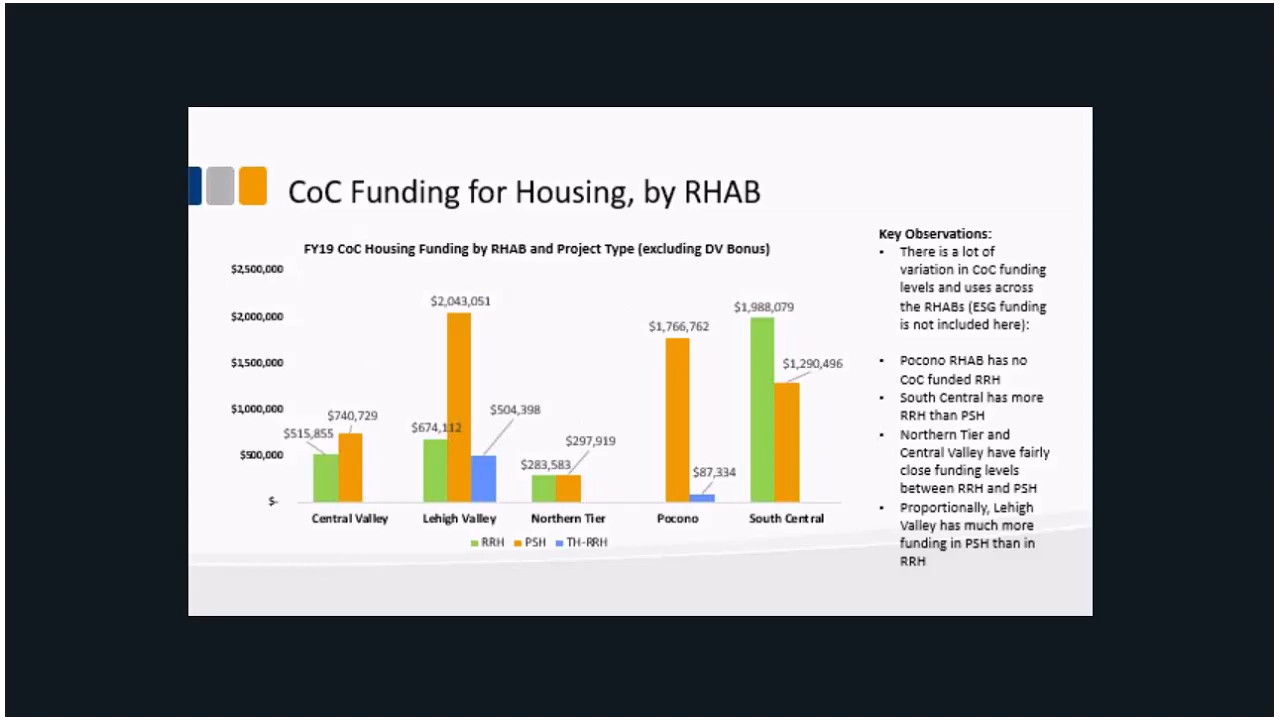 CoC Funding for Housing, by RHAB
FY19 CoC Housing Funding by RHAB and Project Type (excluding DV Bonus)
$2,500,000
$2,000,000
$1,500,000
$1,000,000
$500,000
$-
$515,855
$740,729
$674,112
$2,043,051
$504,398
$283,583
$297,919
$1,766,762
$87,334
$1,988,079
$1,290,496
Central Valley
Lehigh Valley
Northern Tier
Pocono
South Central
RRH PSH TH-RRH
Key Observations:
• There is a lot of
variation in CoC funding
levels and uses across
the RHABs (ESG funding
is not included here):
• Pocono RHAB has no
CoC funded RRH
• South Central has more
RRH than PSH
• Northern Tier and
Central Valley have fairly
close funding levels
between RRH and PSH
• Proportionally, Lehigh
Valley has much more
funding in PSH than in
RRH